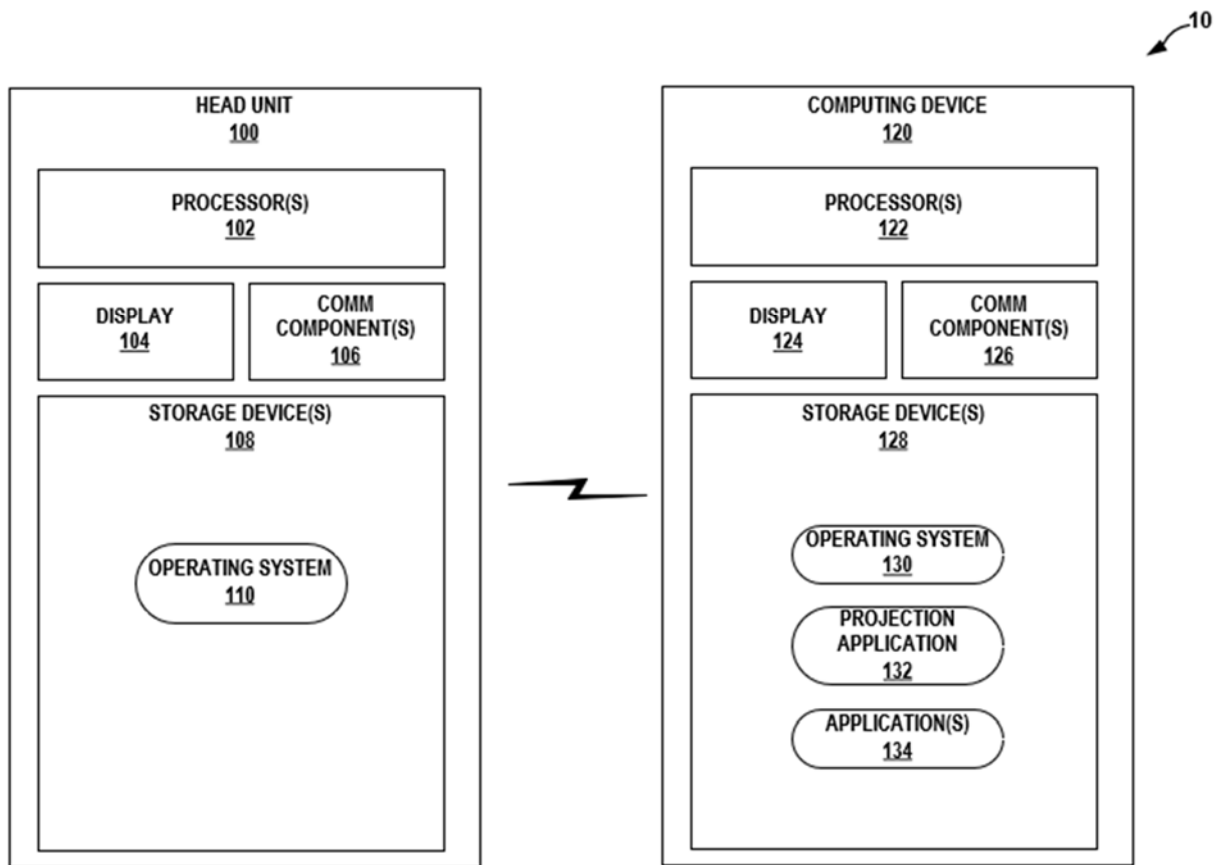 10
HEAD UNIT
100
PROCESSOR(S)
102
DISPLAY
104
COMM
COMPONENT(S)
106
STORAGE DEVICE(S)
108
OPERATING SYSTEM
110
COMPUTING DEVICE
120
PROCESSOR(S)
122
DISPLAY
124
COMM
COMPONENT(S)
126
STORAGE DEVICE(S)
128
OPERATING SYSTEM
130
PROJECTION
APPLICATION
132
APPLICATION(S)
134